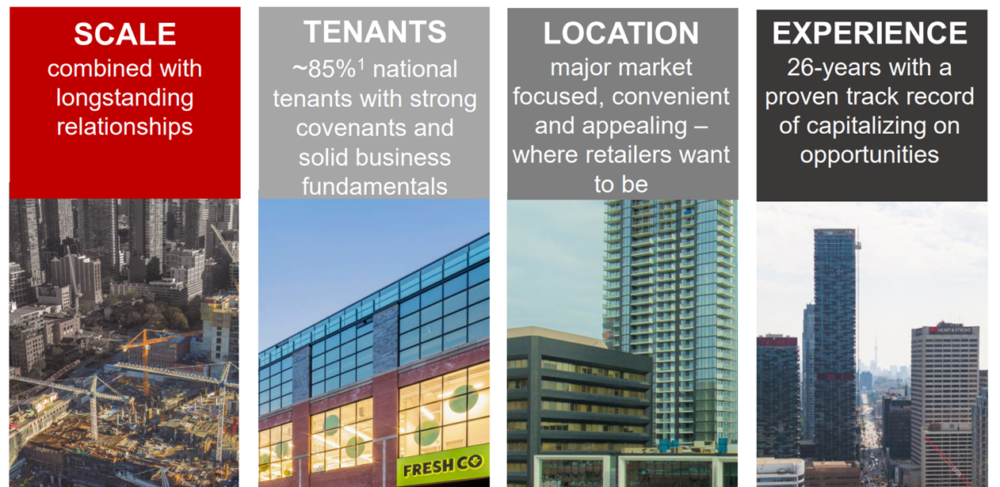 SCALE
combined with
longstanding
relationships
TENANTS
~85%¹ national
tenants with strong
covenants and
solid business
fundamentals
FRESHCO
LOCATION
major market
focused, convenient
and appealing –
where retailers want
to be
EXPERIENCE
26-years with a
proven track record
of capitalizing on
opportunities
HEART & STROKE